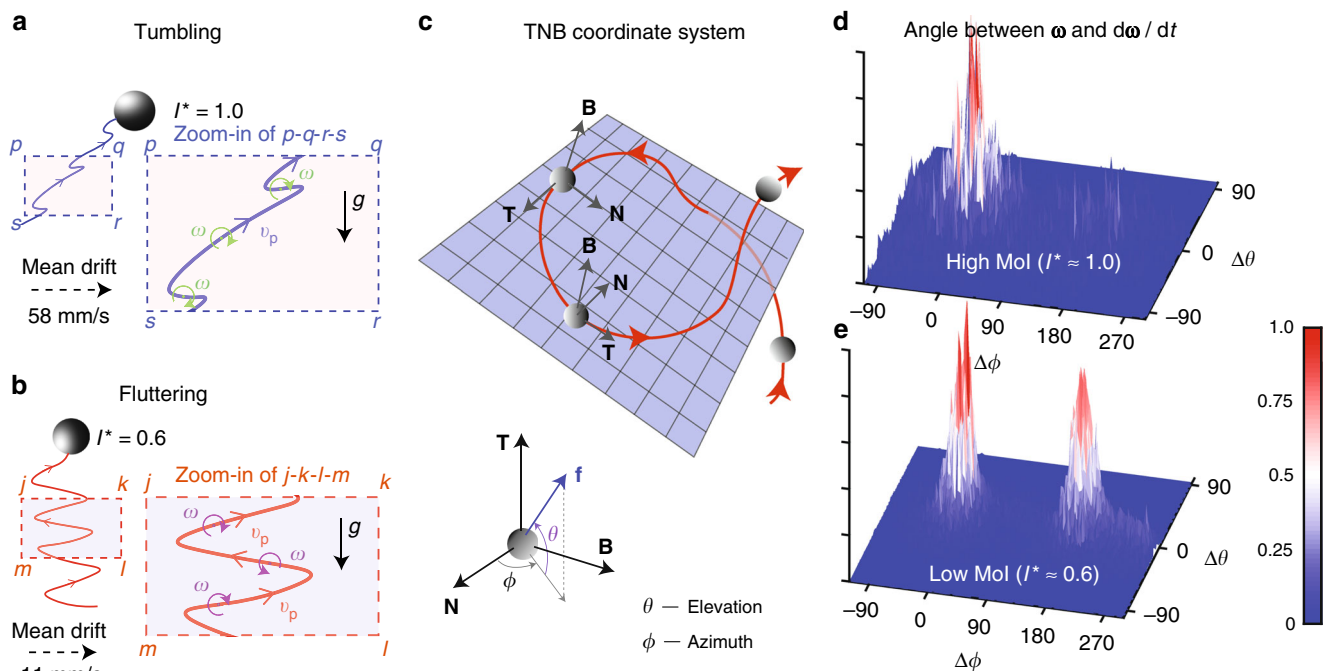 a
Tumbling
I* = 1.0
Zoom-in of p-q-r-s
p
q
p
q
s
r
ω
ω
ω
υp
g
s
r
Mean drift
58 mm/s
b
Fluttering
I* = 0.6
Zoom-in of j-k-l-m
j
k
j
k
m
l
ω
ω
ω
υp
υp
g
m
l
Mean drift
c
TNB coordinate system
B
T
N
B
N
T
T
f
θ
B
ϕ
N
θ — Elevation
ϕ — Azimuth
d
Angle between ω and dω / dt
High MoI (I* ≈ 1.0)
90
0
−90
Δθ
−90
0
90
180
270
Δϕ
e
Low MoI (I* ≈ 0.6)
90
0
−90
Δθ
−90
0
90
180
270
Δϕ
1.0
0.75
0.5
0.25
0